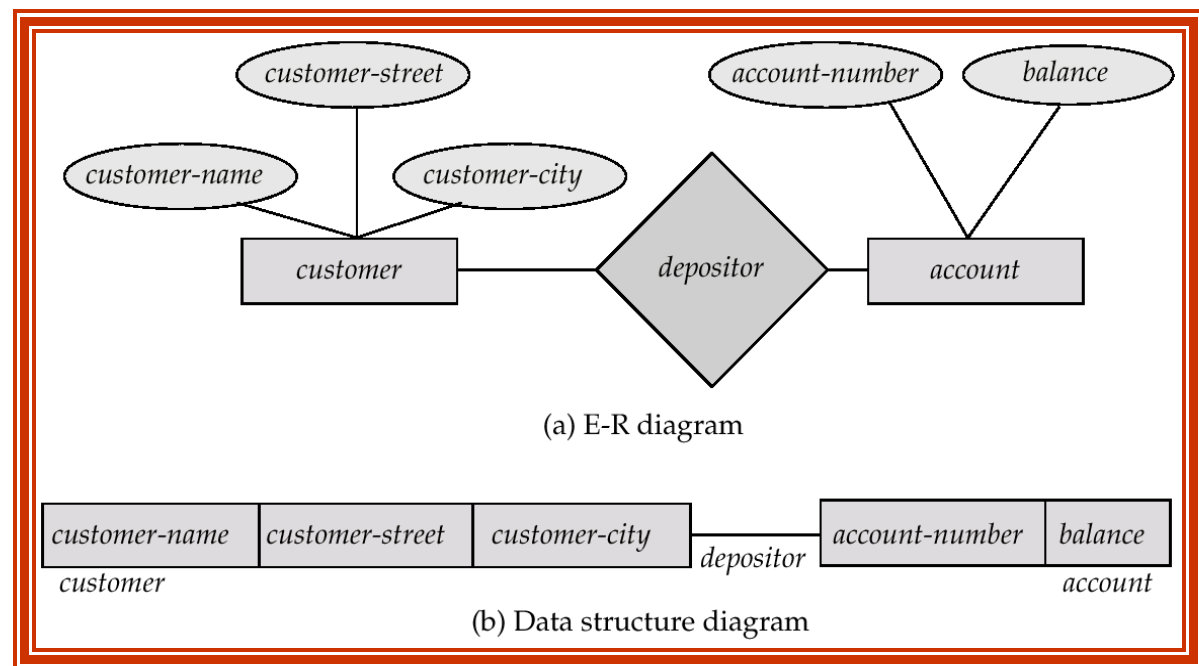 customer-street
account-number
balance
customer-name
customer-city
customer
depositor
account
(a) E-R diagram
customer-name customer-street customer-city account-number balance
depositor
customer account
(b) Data structure diagram